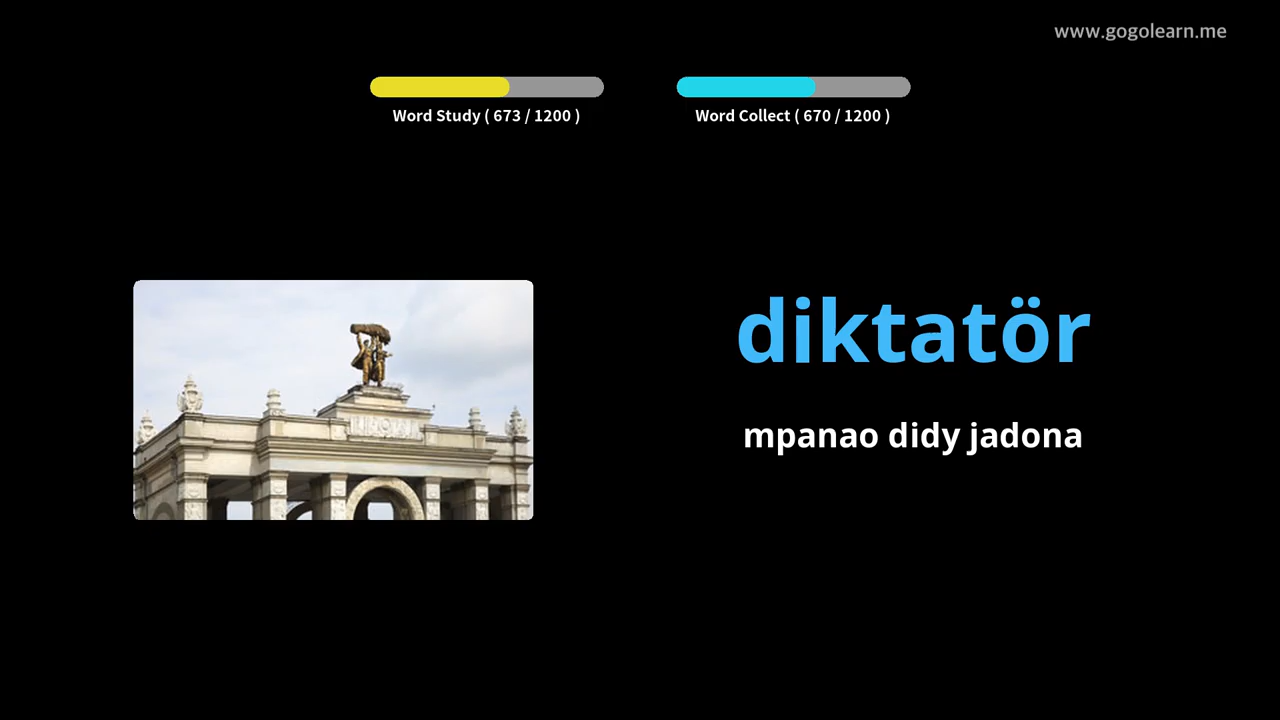 www.gogolearn.me
Word Study ( 673 / 1200 )
Word Collect ( 670 / 1200 )
diktatör
mpanao didy jadona